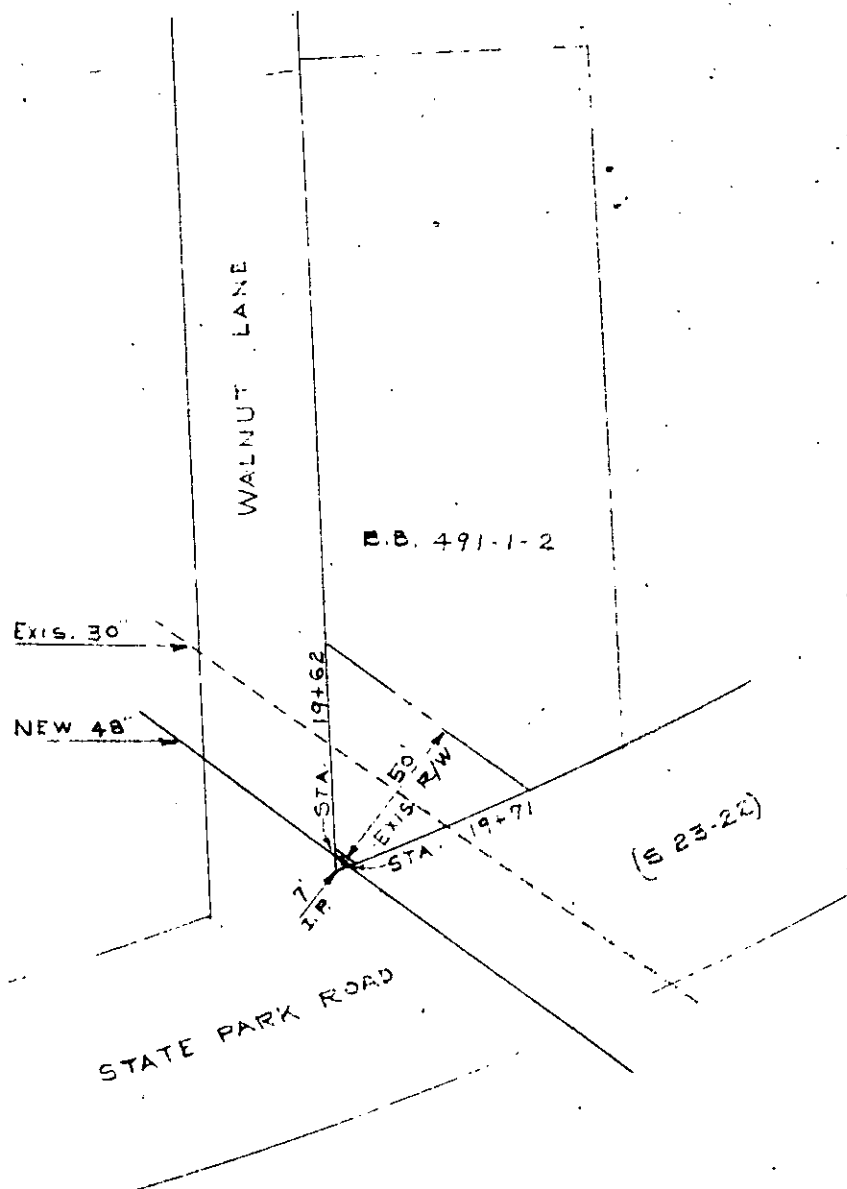 WALNUT LANE
E.B. 491-1-2
EXIS. 30"
NEW 48"
STA. 19+62
50'
EXIS. R/W
STA. 19+71
(S 23-22)
7'
I.P.
STATE PARK ROAD